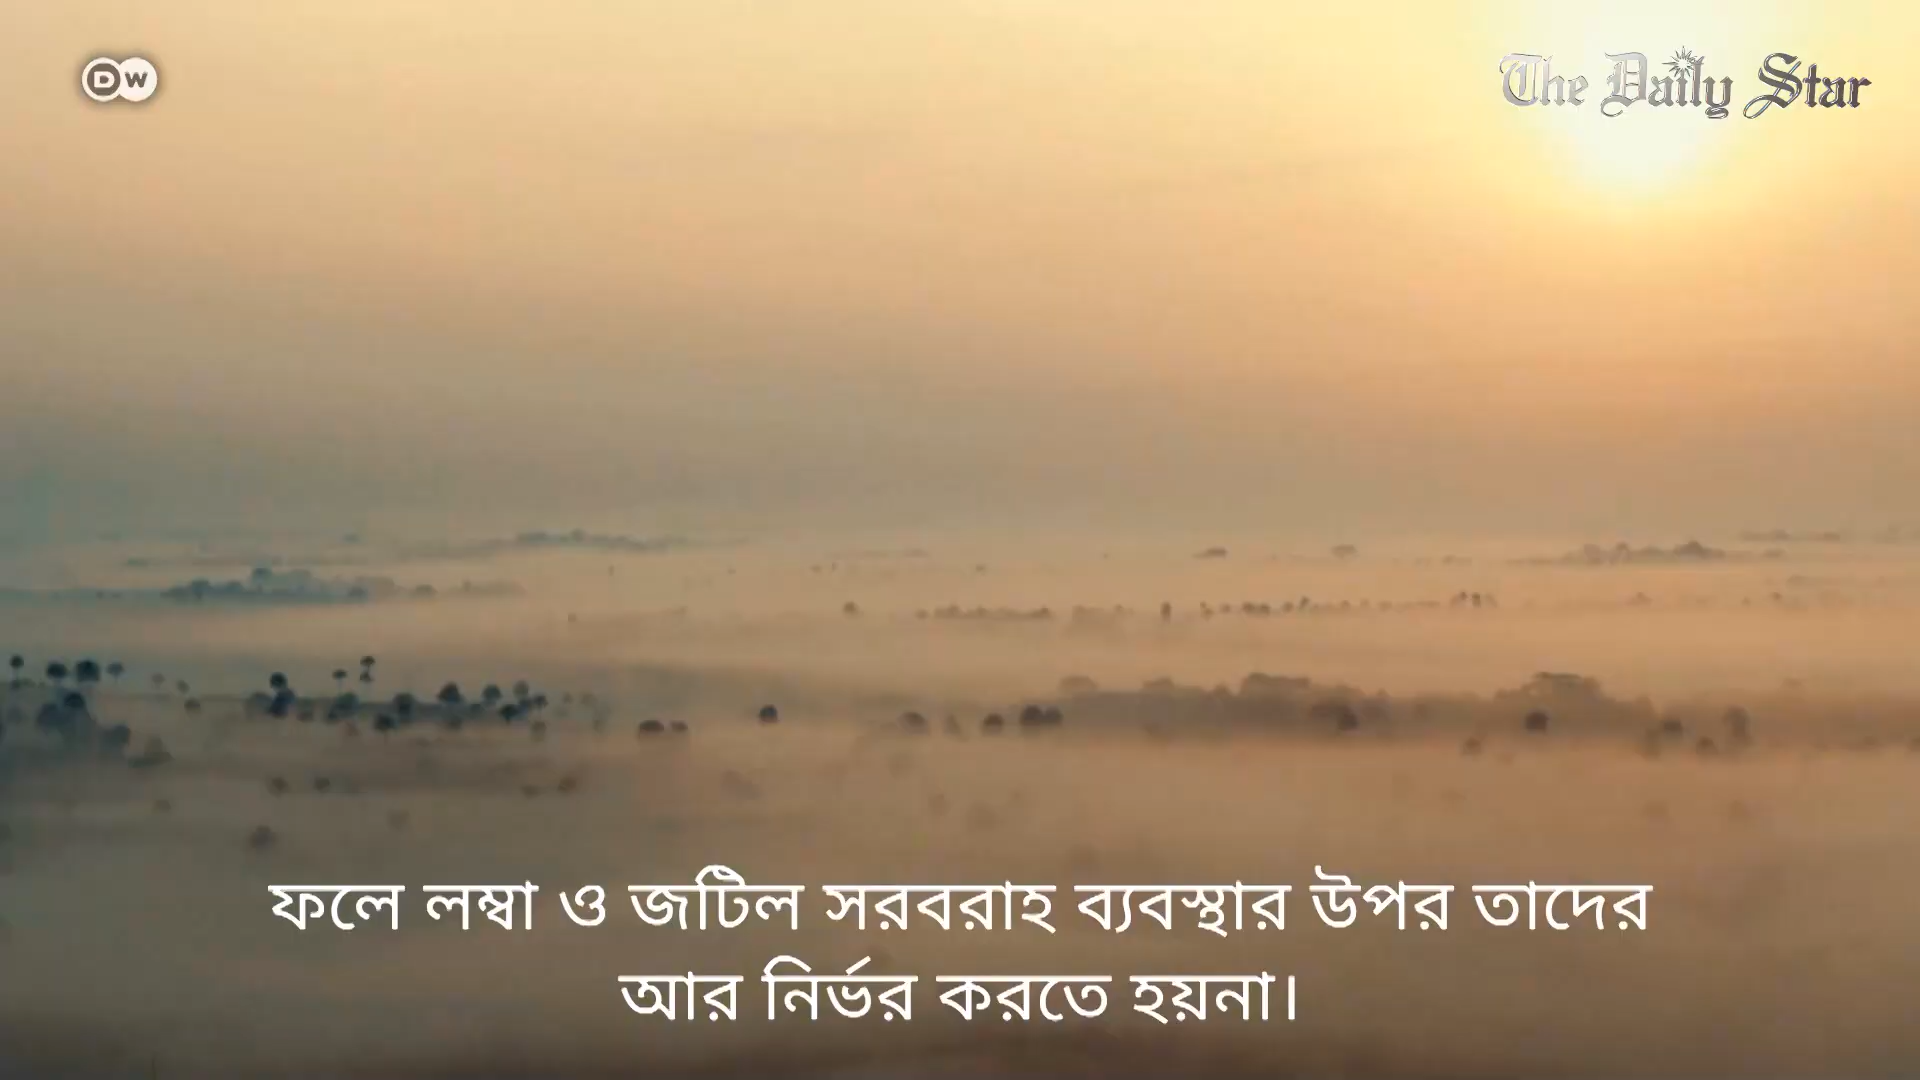 DW
The Daily Star
ফলে লম্বা ও জটিল সরবরাহ ব্যবস্থার উপর তাদের
আর নির্ভর করতে হয়না।